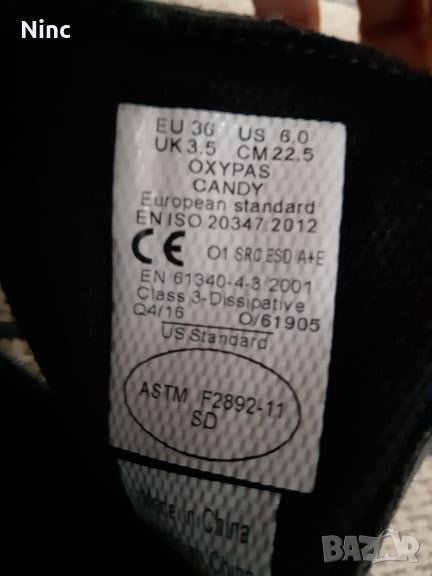 Ninc
EU 36 US 6.0
UK 3.5 CM 22.5
OXYPAS
CANDY
European standard
EN ISO 20347:2012
CE O1 SRC ESD A+E
EN 61340-4-3/2001
Class 3-Dissipative
Q4/16 O/61905
US Standard
ASTM F2892-11
SD
Made in China
China
BAZAR